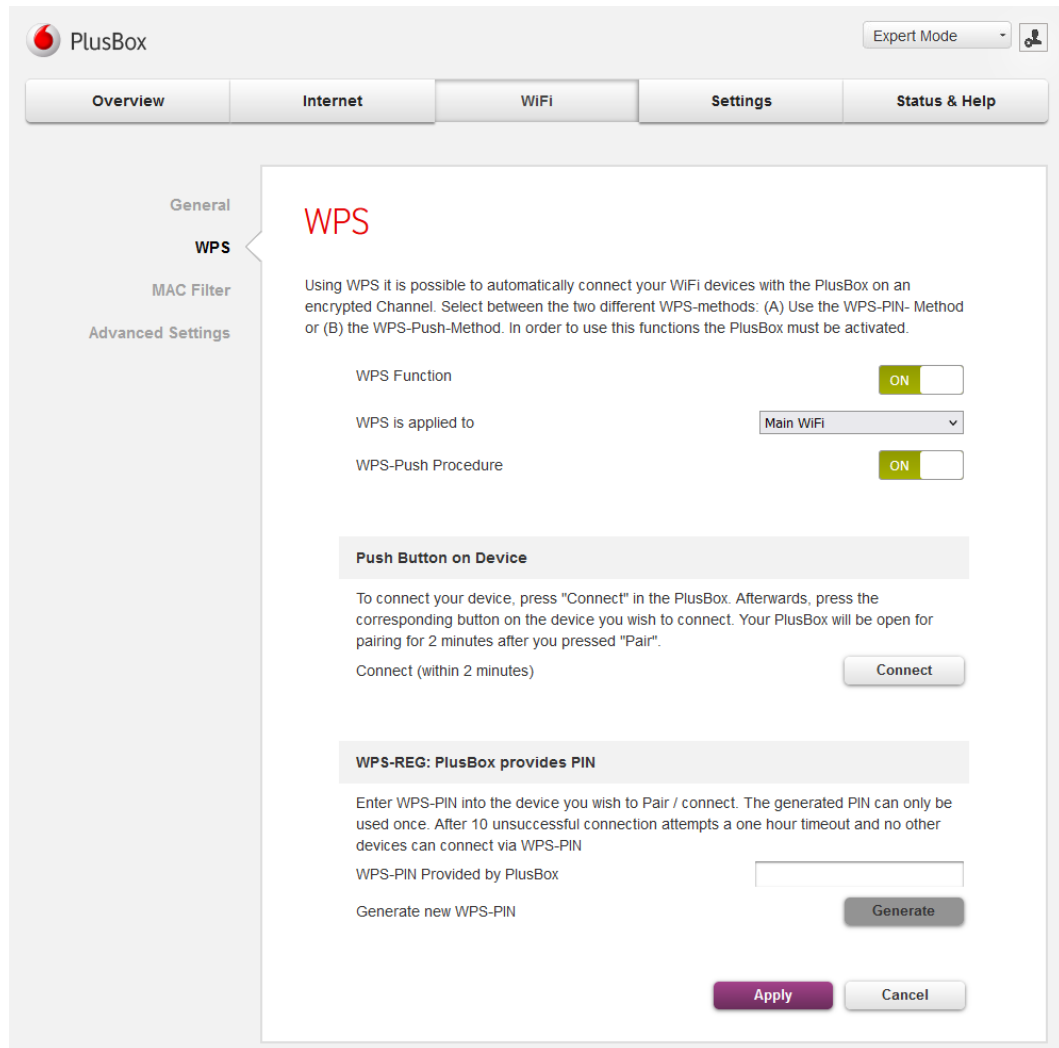 PlusBox
Expert Mode
Overview
Internet
WiFi
Settings
Status & Help
General
WPS
MAC Filter
Advanced Settings
WPS
Using WPS it is possible to automatically connect your WiFi devices with the PlusBox on an
encrypted Channel. Select between the two different WPS-methods: (A) Use the WPS-PIN- Method
or (B) the WPS-Push-Method. In order to use this functions the PlusBox must be activated.
WPS Function
ON
WPS is applied to
Main WiFi
WPS-Push Procedure
ON
Push Button on Device
To connect your device, press "Connect" in the PlusBox. Afterwards, press the
corresponding button on the device you wish to connect. Your PlusBox will be open for
pairing for 2 minutes after you pressed "Pair".
Connect (within 2 minutes)
Connect
WPS-REG: PlusBox provides PIN
Enter WPS-PIN into the device you wish to Pair / connect. The generated PIN can only be
used once. After 10 unsuccessful connection attempts a one hour timeout and no other
devices can connect via WPS-PIN
WPS-PIN Provided by PlusBox
Generate new WPS-PIN
Generate
Apply
Cancel